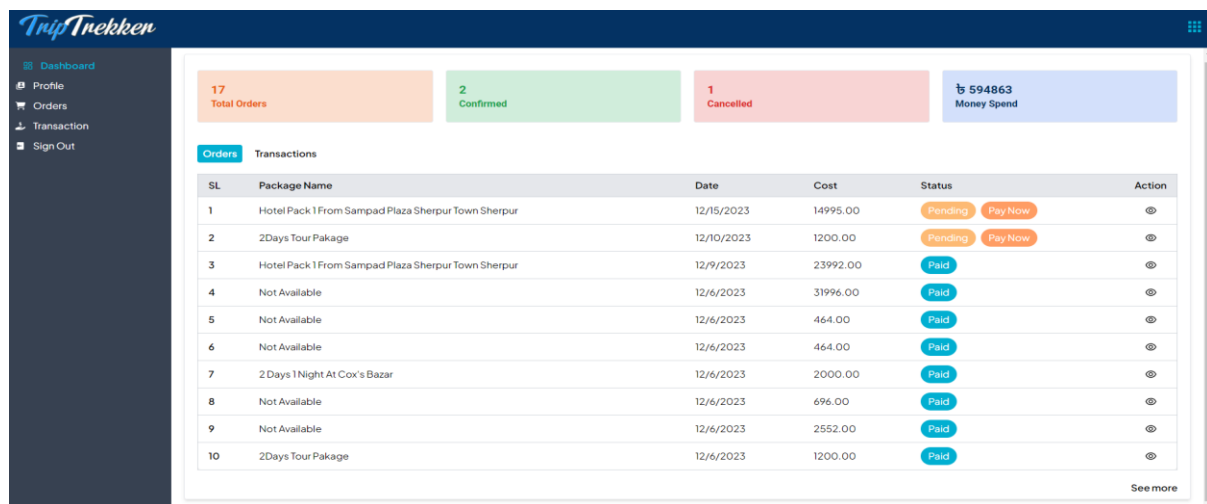 TripTrekker
Dashboard
Profile
Orders
Transaction
Sign Out
17
Total Orders
2
Confirmed
1
Cancelled
৳ 594863
Money Spend
Orders Transactions
SL Package Name Date Cost Status Action
1 Hotel Pack 1 From Sampad Plaza Sherpur Town Sherpur 12/15/2023 14995.00 Pending Pay Now
2 2Days Tour Pakage 12/10/2023 1200.00 Pending Pay Now
3 Hotel Pack 1 From Sampad Plaza Sherpur Town Sherpur 12/9/2023 23992.00 Paid
4 Not Available 12/6/2023 31996.00 Paid
5 Not Available 12/6/2023 464.00 Paid
6 Not Available 12/6/2023 464.00 Paid
7 2 Days 1 Night At Cox's Bazar 12/6/2023 2000.00 Paid
8 Not Available 12/6/2023 696.00 Paid
9 Not Available 12/6/2023 2552.00 Paid
10 2Days Tour Pakage 12/6/2023 1200.00 Paid
See more